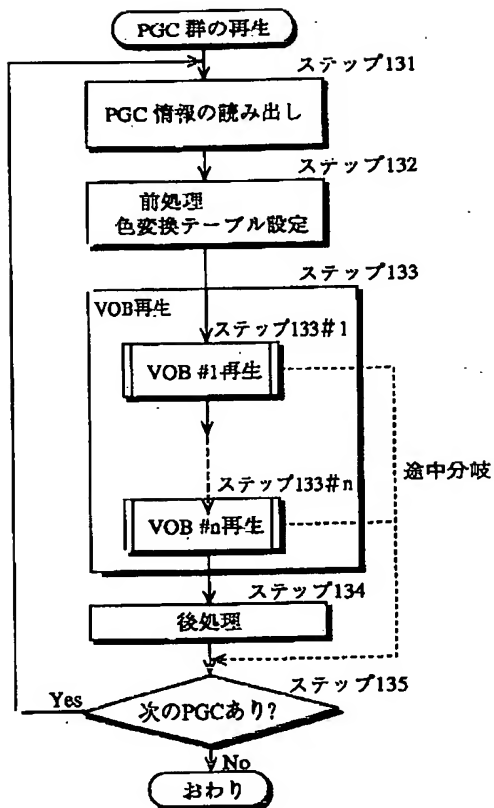 PGC 群の再生
ステップ131
PGC 情報の読み出し
ステップ132
前処理
色変換テーブル設定
ステップ133
VOB再生
ステップ133#1
VOB #1再生
途中分岐
ステップ133#n
VOB #n再生
ステップ134
後処理
ステップ135
Yes
次のPGCあり?
No
おわり